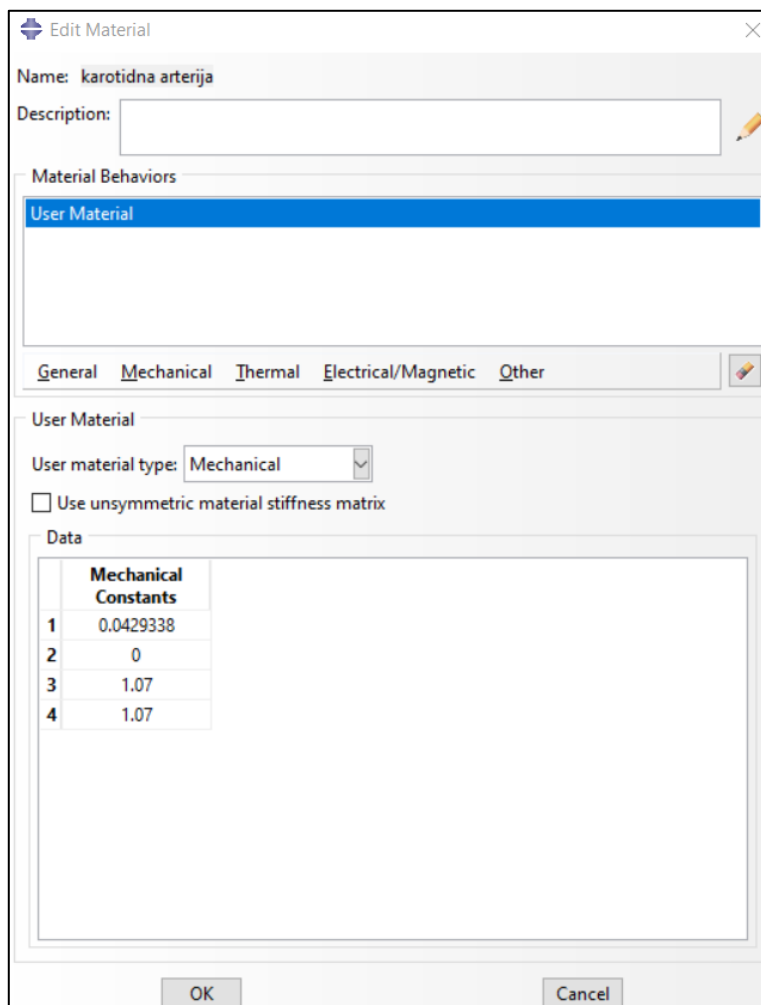 Edit Material
Name: karotidna arterija
Description:
Material Behaviors
User Material
General Mechanical Thermal Electrical/Magnetic Other
User Material
User material type: Mechanical
Use unsymmetric material stiffness matrix
Data
Mechanical
Constants
1 0.0429338
2 0
3 1.07
4 1.07
OK Cancel